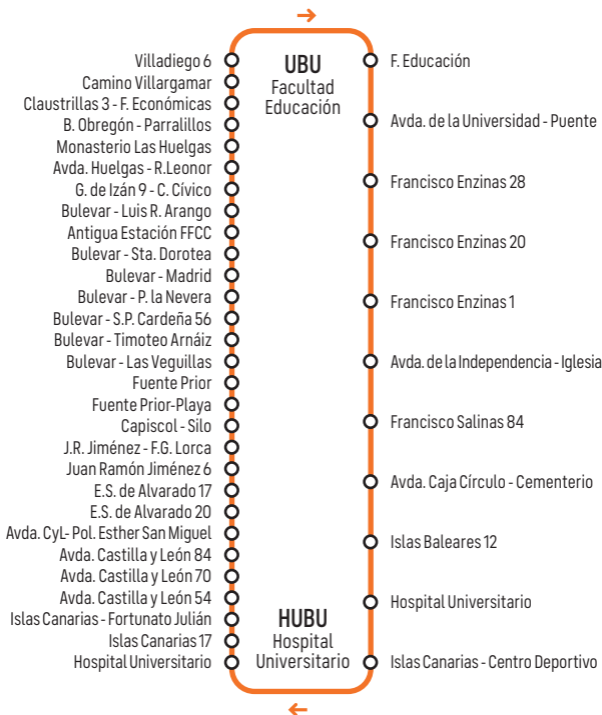 Villadiego 6
Camino Villargamar
Claustrillas 3 - F. Económicas
B. Obregón - Parralillos
Monasterio Las Huelgas
Avda. Huelgas - R.Leonor
G. de Izán 9 - C. Cívico
Bulevar - Luis R. Arango
Antigua Estación FFCC
Bulevar - Sta. Dorotea
Bulevar - Madrid
Bulevar - P. la Nevera
Bulevar - S.P. Cardeña 56
Bulevar - Timoteo Arnáiz
Bulevar - Las Veguillas
Fuente Prior
Fuente Prior-Playa
Capiscol - Silo
J.R. Jiménez - F.G. Lorca
Juan Ramón Jiménez 6
E.S. de Alvarado 17
E.S. de Alvarado 20
Avda. CyL- Pol. Esther San Miguel
Avda. Castilla y León 84
Avda. Castilla y León 70
Avda. Castilla y León 54
Islas Canarias - Fortunato Julián
Islas Canarias 17
Hospital Universitario
UBU
Facultad
Educación
HUBU
Hospital
Universitario
F. Educación
Avda. de la Universidad - Puente
Francisco Enzinas 28
Francisco Enzinas 20
Francisco Enzinas 1
Avda. de la Independencia - Iglesia
Francisco Salinas 84
Avda. Caja Círculo - Cementerio
Islas Baleares 12
Hospital Universitario
Islas Canarias - Centro Deportivo